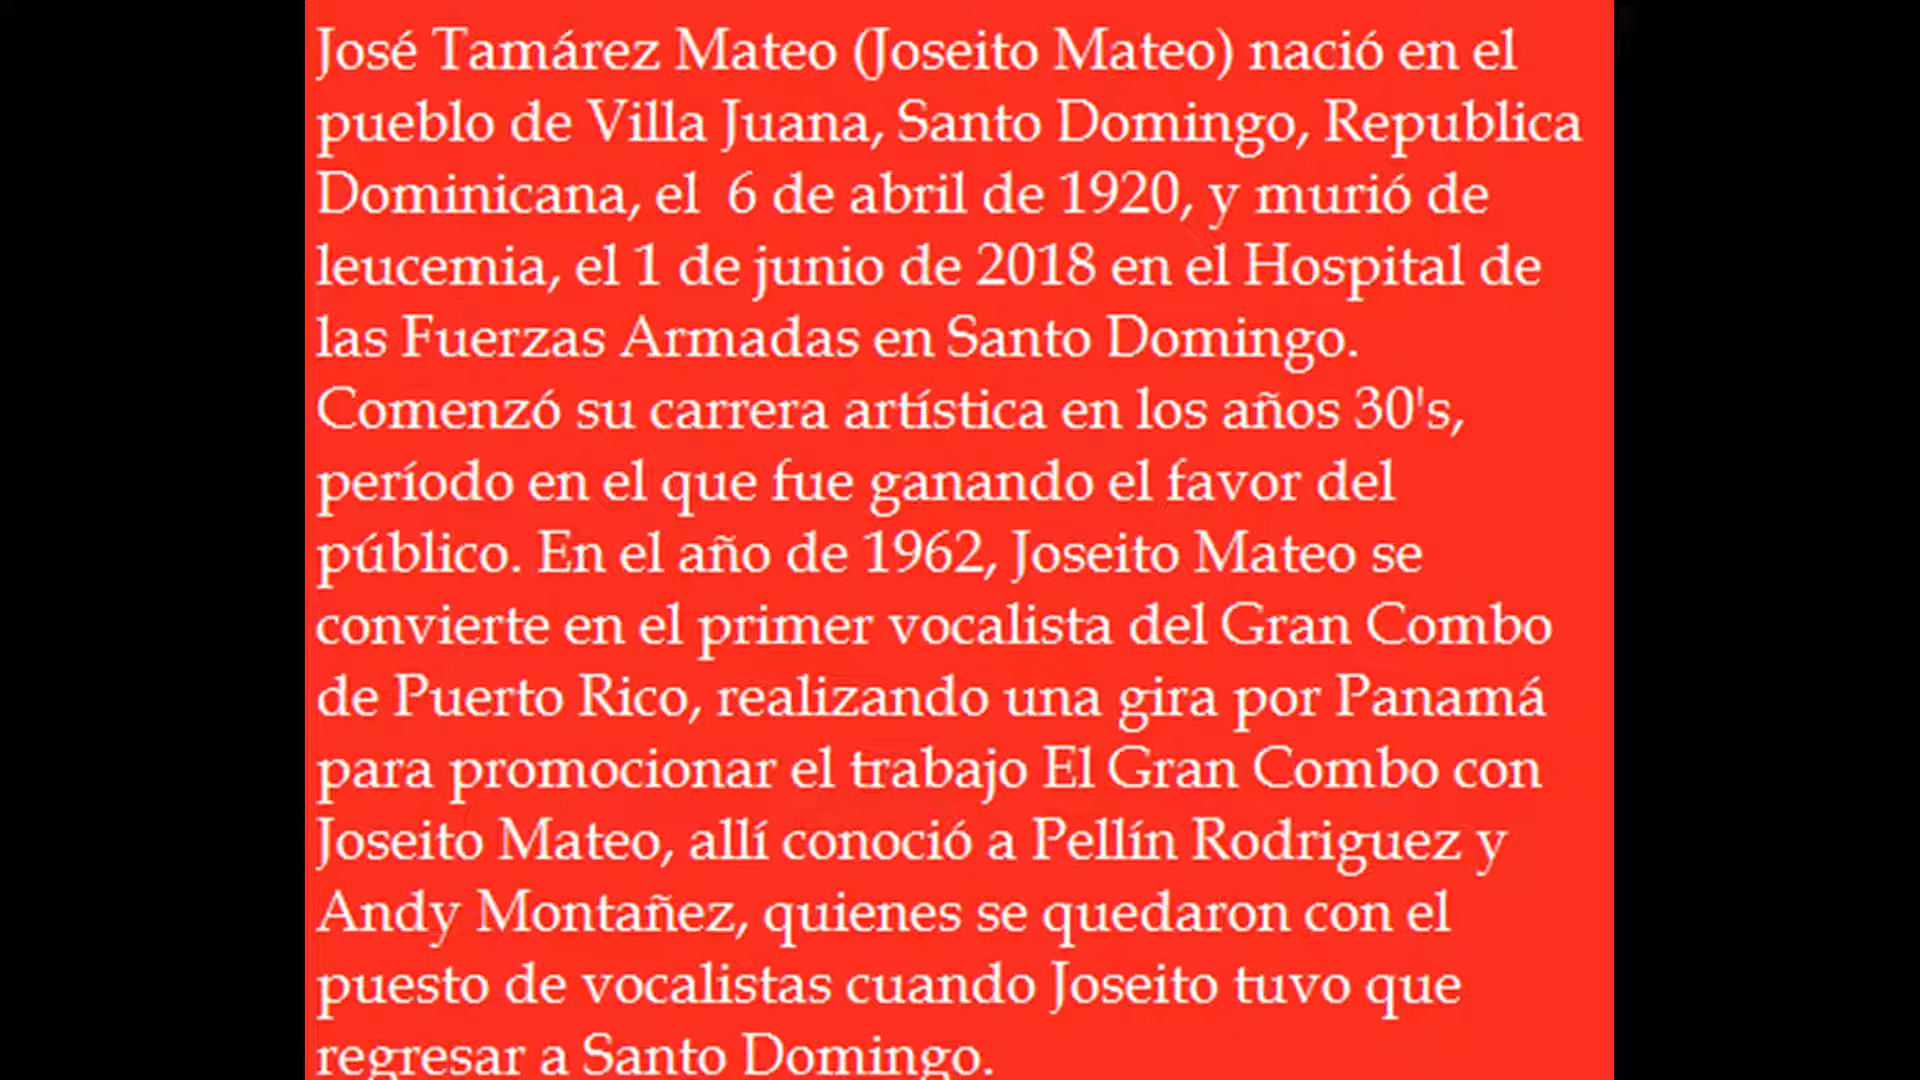 José Tamárez Mateo (Joseito Mateo) nació en el
pueblo de Villa Juana, Santo Domingo, Republica
Dominicana, el  6 de abril de 1920, y murió de
leucemia, el 1 de junio de 2018 en el Hospital de
las Fuerzas Armadas en Santo Domingo.
Comenzó su carrera artística en los años 30's,
período en el que fue ganando el favor del
público. En el año de 1962, Joseito Mateo se
convierte en el primer vocalista del Gran Combo
de Puerto Rico, realizando una gira por Panamá
para promocionar el trabajo El Gran Combo con
Joseito Mateo, allí conoció a Pellín Rodriguez y
Andy Montañez, quienes se quedaron con el
puesto de vocalistas cuando Joseito tuvo que
regresar a Santo Domingo.